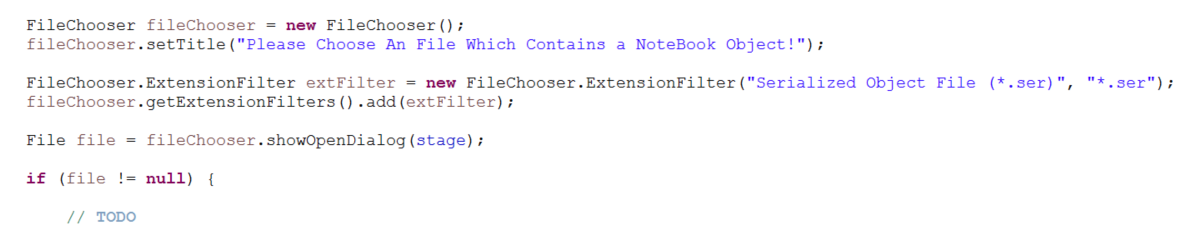 FileChooser fileChooser = new FileChooser();
fileChooser.setTitle("Please Choose An File Which Contains a NoteBook Object!");
FileChooser.ExtensionFilter extFilter = new FileChooser.ExtensionFilter("Serialized Object File (*.ser)", "*.ser");
fileChooser.getExtensionFilters().add(extFilter);
File file = fileChooser.showOpenDialog(stage);
if (file != null) {
// TODO